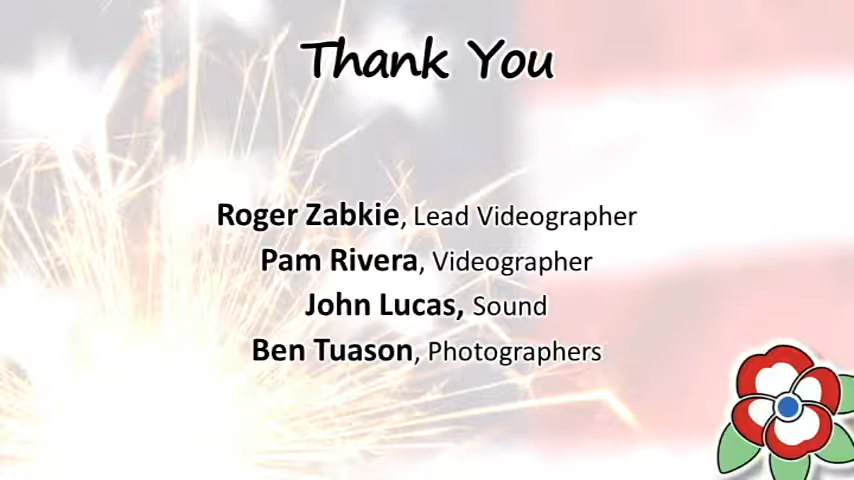 Thank You
Roger Zabkie, Lead Videographer
Pam Rivera, Videographer
John Lucas, Sound
Ben Tuason, Photographers